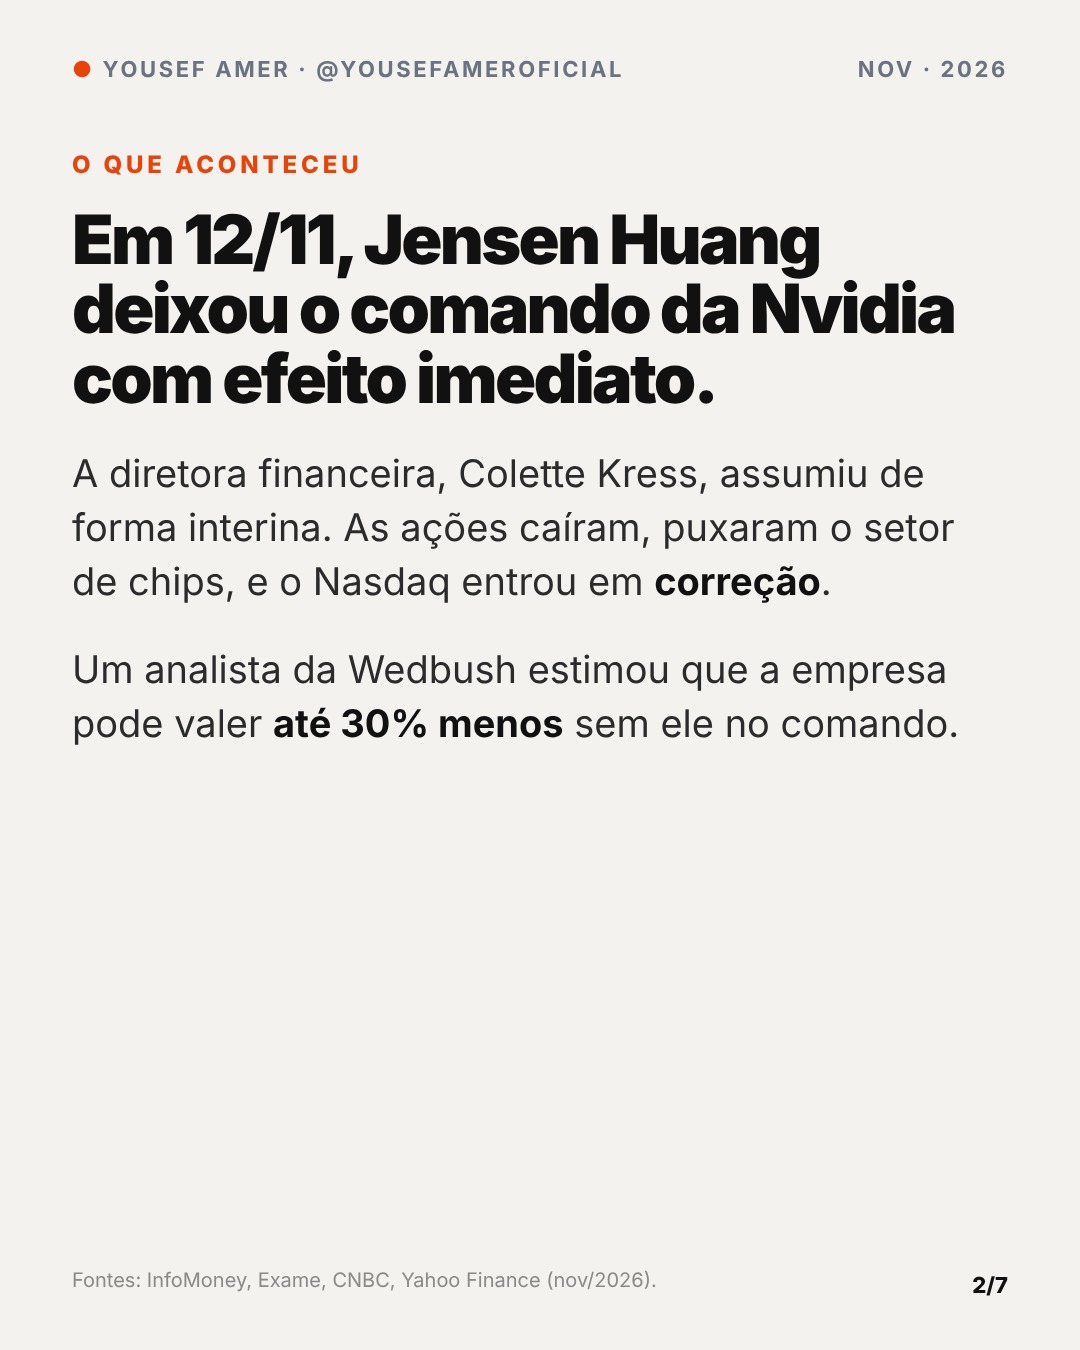 YOUSEF AMER · @YOUSEFAMEROFICIAL
NOV · 2026
O QUE ACONTECEU
Em 12/11, Jensen Huang
deixou o comando da Nvidia
com efeito imediato.
A diretora financeira, Colette Kress, assumiu de
forma interina. As ações caíram, puxaram o setor
de chips, e o Nasdaq entrou em correção.
Um analista da Wedbush estimou que a empresa
pode valer até 30% menos sem ele no comando.
Fontes: InfoMoney, Exame, CNBC, Yahoo Finance (nov/2026).
2/7